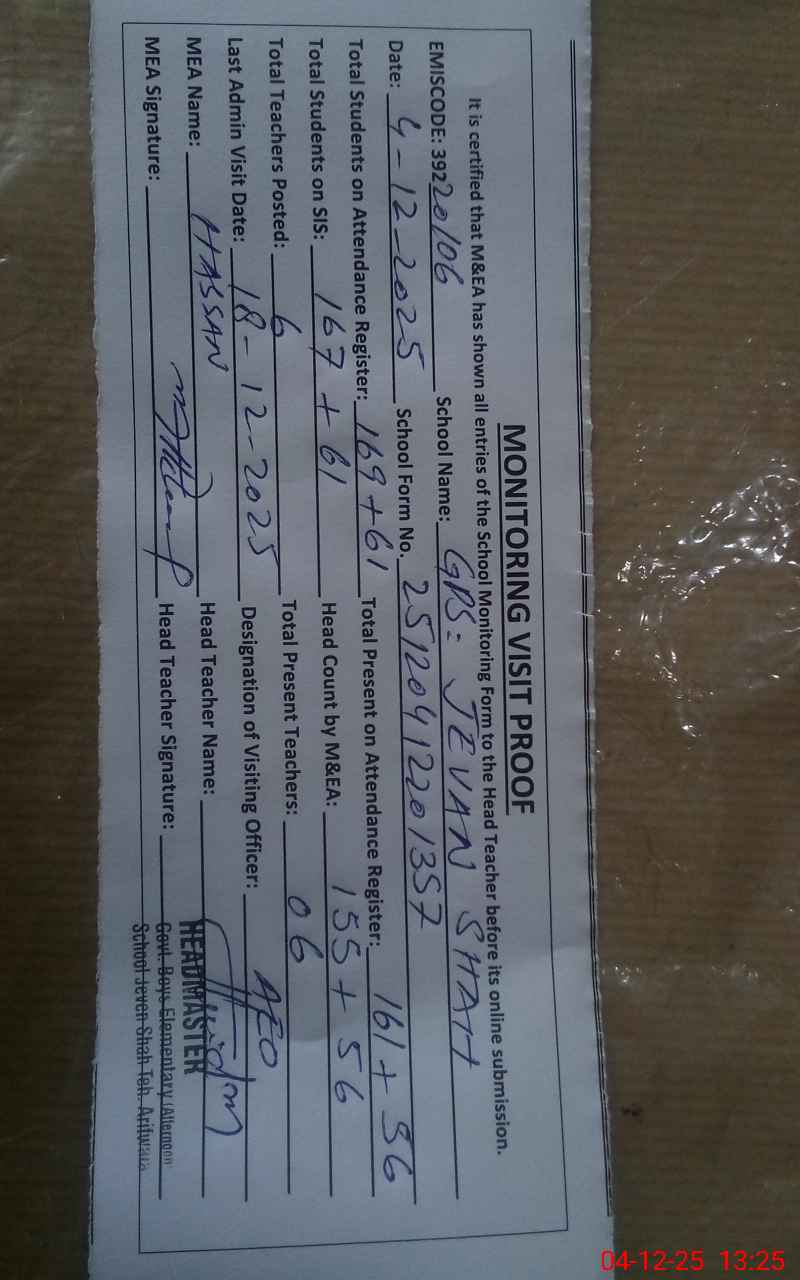 MONITORING VISIT PROOF
It is certified that M&EA has shown all entries of the School Monitoring Form to the Head Teacher before its online submission.
EMISCODE: 39220106 School Name: GPS: JEVAN SHAH
Date: 4-12-2025 School Form No. 25120412201357
Total Students on Attendance Register: 169+61 Total Present on Attendance Register: 161+56
Total Students on SIS: 167+61 Head Count by M&EA: 155+56
Total Teachers Posted: 6 Total Present Teachers: 06
Last Admin Visit Date: 18-12-2025 Designation of Visiting Officer: AEO
MEA Name: HASSAN Head Teacher Name:
MEA Signature: Head Teacher Signature:
HEADMASTER
Govt. Boys Elementary (Afternoon
School Jeven Shah Teh. Arifwala
04-12-25 13:25